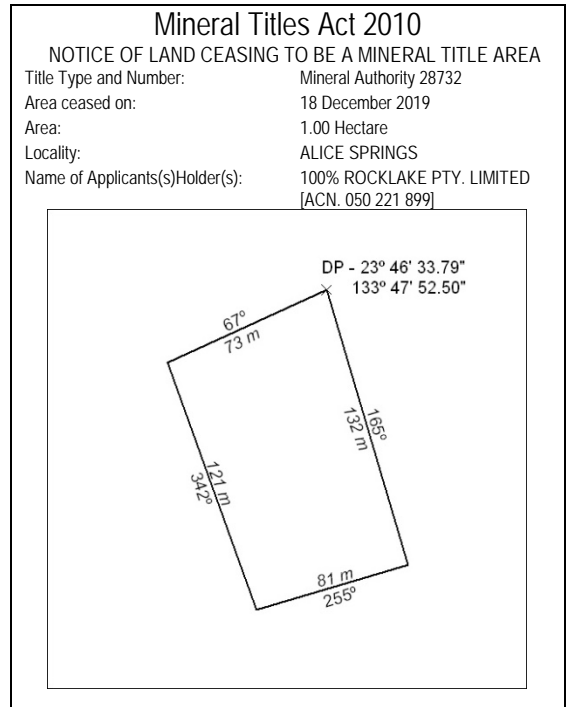 Mineral Titles Act 2010
NOTICE OF LAND CEASING TO BE A MINERAL TITLE AREA
Title Type and Number: Mineral Authority 28732
Area ceased on: 18 December 2019
Area: 1.00 Hectare
Locality: ALICE SPRINGS
Name of Applicants(s)Holder(s): 100% ROCKLAKE PTY. LIMITED
[ACN. 050 221 899]
DP - 23º 46' 33.79"
133º 47' 52.50"
67º
73 m
165º
132 m
121 m
342º
81 m
255º